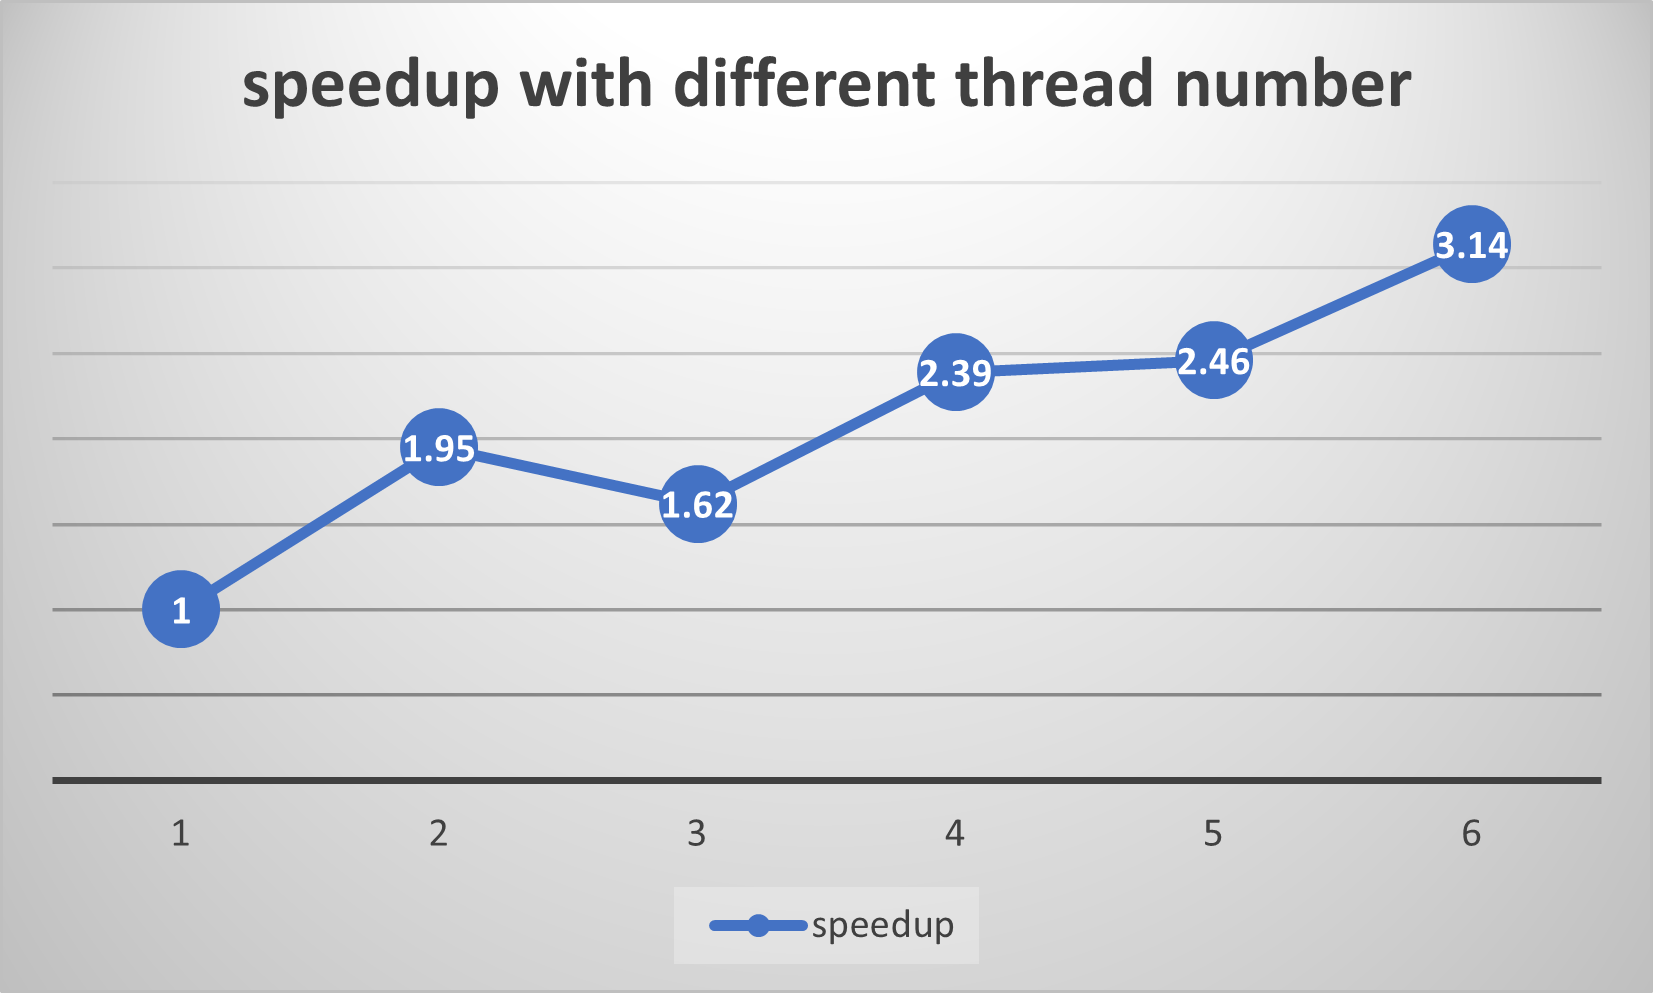 speedup with different thread number
3.14
2.39
2.46
1.95
1.62
1
1 2 3 4 5 6
speedup